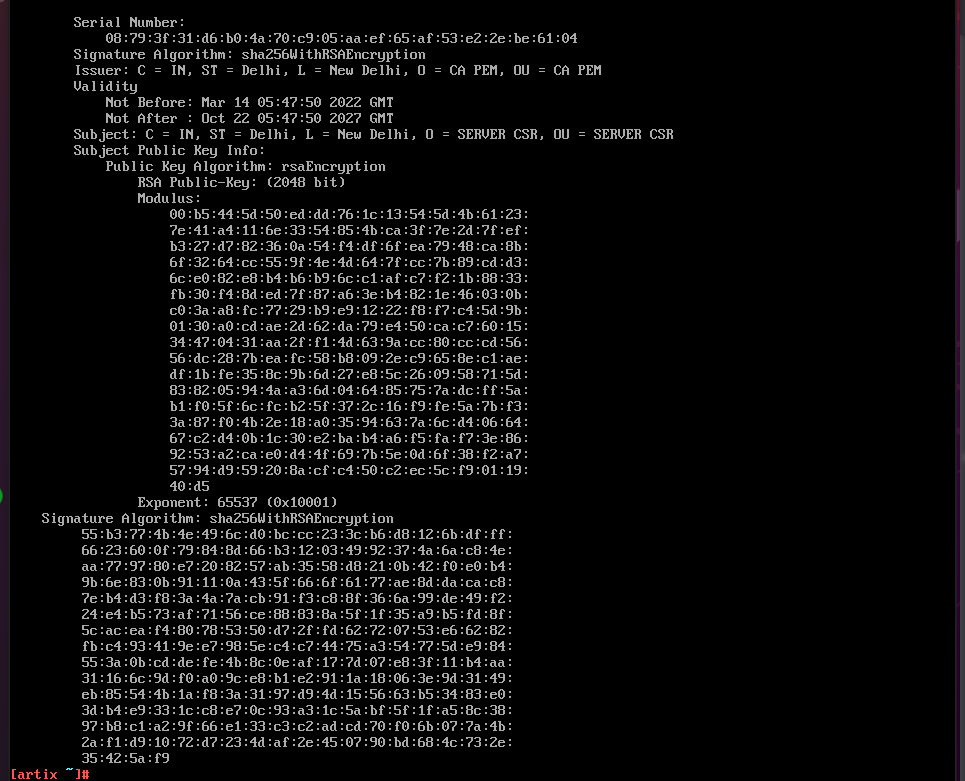 Serial Number:
08:79:3f:31:d6:b0:4a:70:c9:05:aa:ef:65:af:53:e2:2e:be:61:04
Signature Algorithm: sha256WithRSAEncryption
Issuer: C = IN, ST = Delhi, L = New Delhi, O = CA PEM, OU = CA PEM
Validity
Not Before: Mar 14 05:47:50 2022 GMT
Not After : Oct 22 05:47:50 2027 GMT
Subject: C = IN, ST = Delhi, L = New Delhi, O = SERVER CSR, OU = SERVER CSR
Subject Public Key Info:
Public Key Algorithm: rsaEncryption
RSA Public-Key: (2048 bit)
Modulus:
00:b5:44:5d:50:ed:dd:76:1c:13:54:5d:4b:61:23:
7e:41:a4:11:6e:33:54:85:4b:ca:3f:7e:2d:7f:ef:
b3:27:d7:82:36:0a:54:f4:df:6f:ea:79:48:ca:8b:
6f:32:64:cc:55:9f:4e:4d:64:7f:cc:7b:89:cd:d3:
6c:e0:82:e8:b4:b6:b9:6c:c1:af:c7:f2:1b:88:33:
fb:30:f4:8d:ed:7f:87:a6:3e:b4:82:1e:46:03:0b:
c0:3a:a8:fc:77:29:b9:e9:12:22:f8:f7:c4:5d:9b:
01:30:a0:cd:ae:2d:62:da:79:e4:50:ca:c7:60:15:
34:47:04:31:aa:2f:f1:4d:63:9a:cc:80:cc:cd:56:
56:dc:28:7b:ea:fc:58:b8:09:2e:c9:65:8e:c1:ae:
df:1b:fe:35:8c:9b:6d:27:e8:5c:26:09:58:71:5d:
83:82:05:94:4a:a3:6d:04:64:85:75:7a:dc:ff:5a:
b1:f0:5f:6c:fc:b2:5f:37:2c:16:f9:fe:5a:7b:f3:
3a:87:f0:4b:2e:18:a0:35:94:63:7a:6c:d4:06:64:
67:c2:d4:0b:1c:30:e2:ba:b4:a6:f5:fa:f7:3e:86:
92:53:a2:ca:e0:d4:4f:69:7b:5e:0d:6f:38:f2:a7:
57:94:d9:59:20:8a:cf:c4:50:c2:ec:5c:f9:01:19:
40:d5
Exponent: 65537 (0x10001)
Signature Algorithm: sha256WithRSAEncryption
55:b3:77:4b:4e:49:6c:d0:bc:cc:23:3c:b6:d8:12:6b:df:ff:
66:23:60:0f:79:84:8d:66:b3:12:03:49:92:37:4a:6a:c8:4e:
aa:77:97:80:e7:20:82:57:ab:35:58:d8:21:0b:42:f0:e0:b4:
9b:6e:83:0b:91:11:0a:43:5f:66:6f:61:77:ae:8d:da:ca:c8:
7e:b4:d3:f8:3a:4a:7a:cb:91:f3:c8:8f:36:6a:99:de:49:f2:
24:e4:b5:73:af:71:56:ce:88:83:8a:5f:1f:35:a9:b5:fd:8f:
5c:ac:ea:f4:80:78:53:50:d7:2f:fd:62:72:07:53:e6:62:82:
fb:c4:93:41:9e:e7:98:5e:c4:c7:44:75:a3:54:77:5d:e9:84:
55:3a:0b:cd:de:fe:4b:8c:0e:af:17:7d:07:e8:3f:11:b4:aa:
31:16:6c:9d:f0:a0:9c:e8:b1:e2:91:1a:18:06:3e:9d:31:49:
eb:85:54:4b:1a:f8:3a:31:97:d9:4d:15:56:63:b5:34:83:e0:
3d:b4:e9:33:1c:c8:e7:0c:93:a3:1c:5a:bf:5f:1f:a5:8c:38:
97:b8:c1:a2:9f:66:e1:33:c3:c2:ad:cd:70:f0:6b:07:7a:4b:
2a:f1:d9:10:72:d7:23:4d:af:2e:45:07:90:bd:68:4c:73:2e:
35:42:5a:f9
[artix ~]#